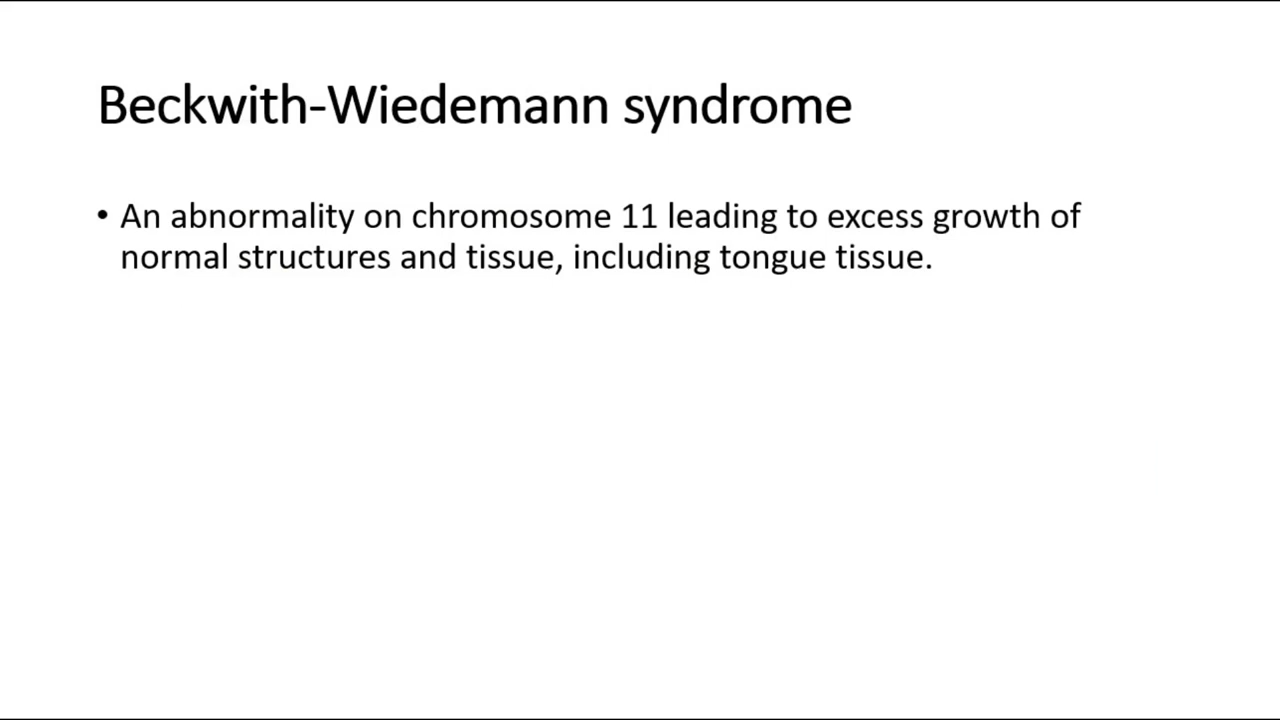 Beckwith-Wiedemann syndrome
• An abnormality on chromosome 11 leading to excess growth of
normal structures and tissue, including tongue tissue.